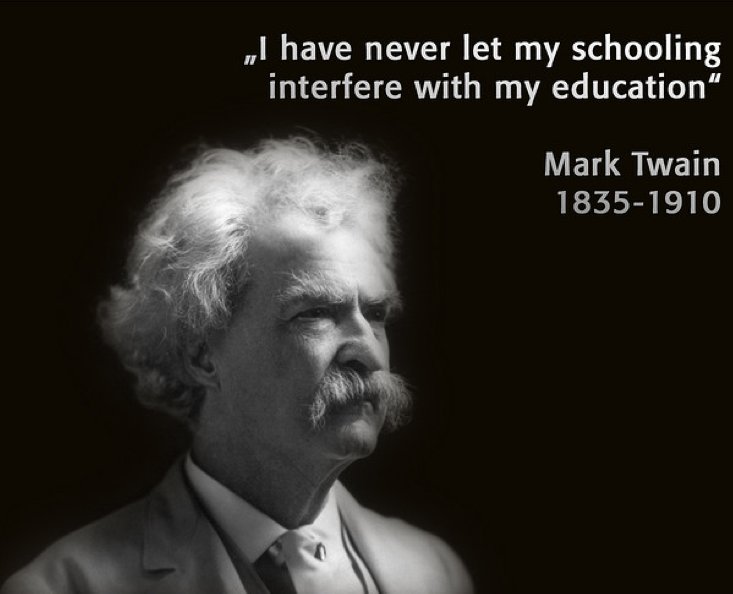 „I have never let my schooling
interfere with my education“
Mark Twain
1835-1910